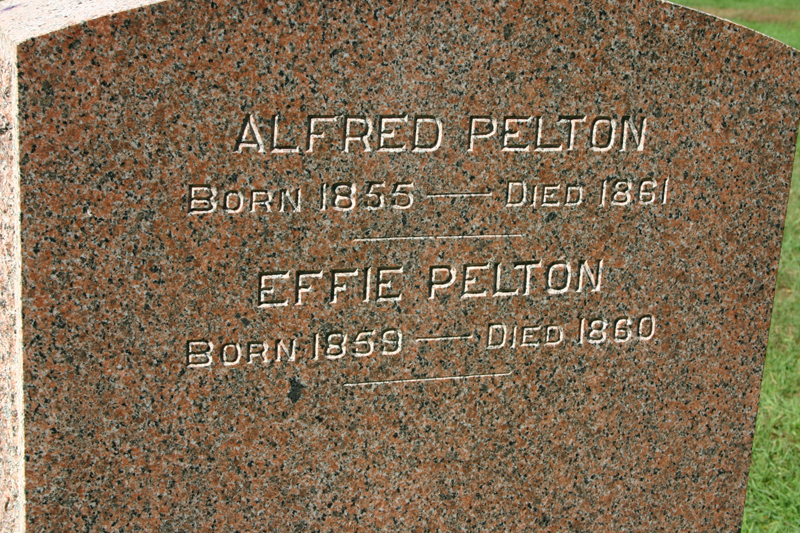 ALFRED PELTON
BORN 1855 — DIED 1861
EFFIE PELTON
BORN 1859 — DIED 1860